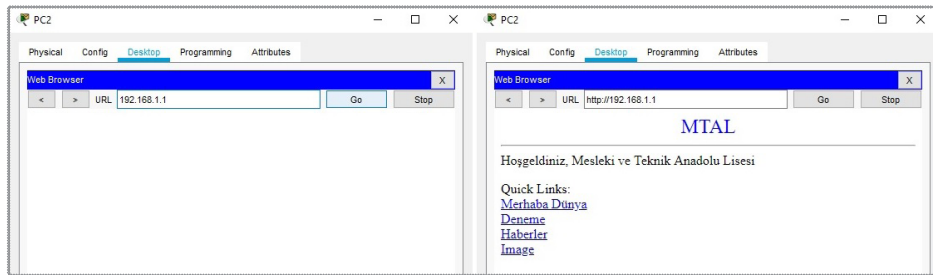 PC2
Physical Config Desktop Programming Attributes
Web Browser X
< > URL 192.168.1.1 Go Stop
PC2
Physical Config Desktop Programming Attributes
Web Browser X
< > URL http://192.168.1.1 Go Stop
MTAL
Hoşgeldiniz, Mesleki ve Teknik Anadolu Lisesi
Quick Links:
Merhaba Dünya
Deneme
Haberler
Image